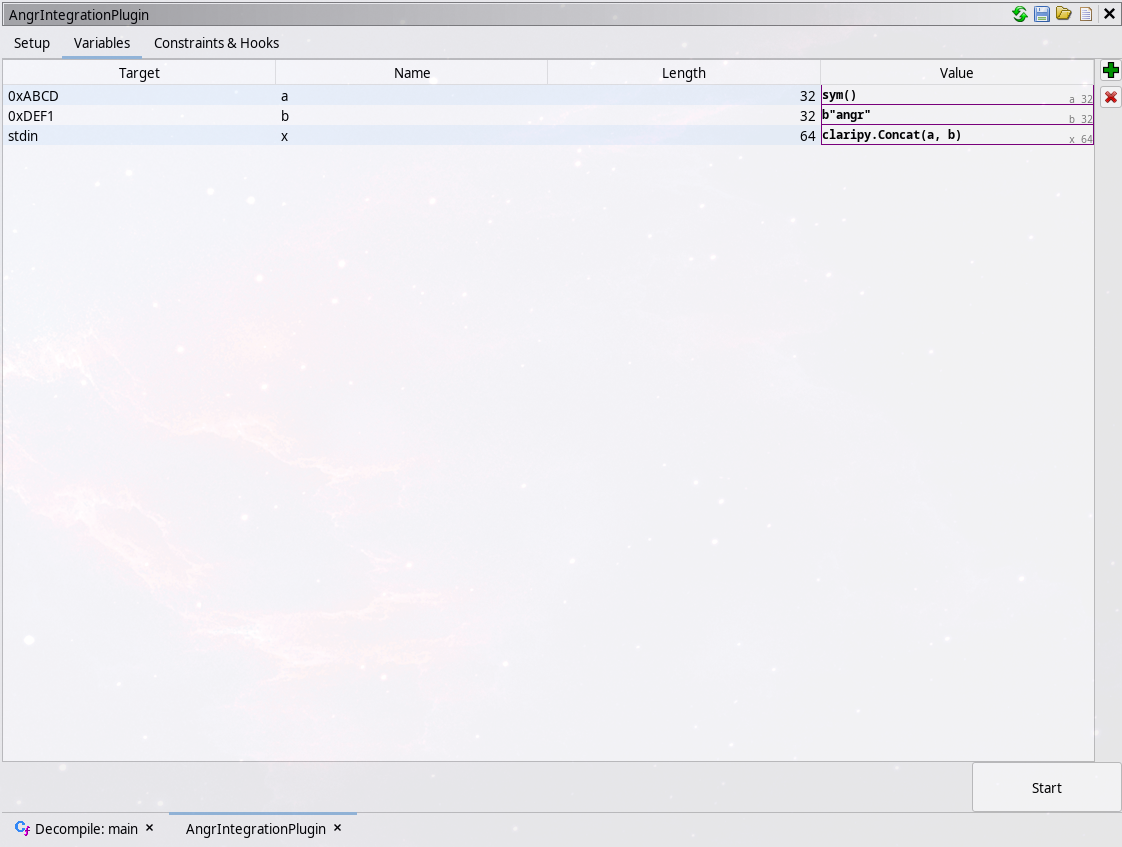 AngrIntegrationPlugin
Setup Variables Constraints & Hooks
Target Name Length Value
0xABCD a 32 sym() a 32
0xDEF1 b 32 b"angr" b 32
stdin x 64 claripy.Concat(a, b) x 64
Start
Decompile: main × AngrIntegrationPlugin ×